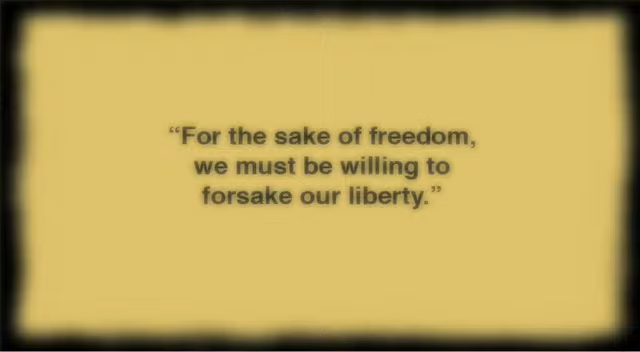 “For the sake of freedom,
we must be willing to
forsake our liberty.”